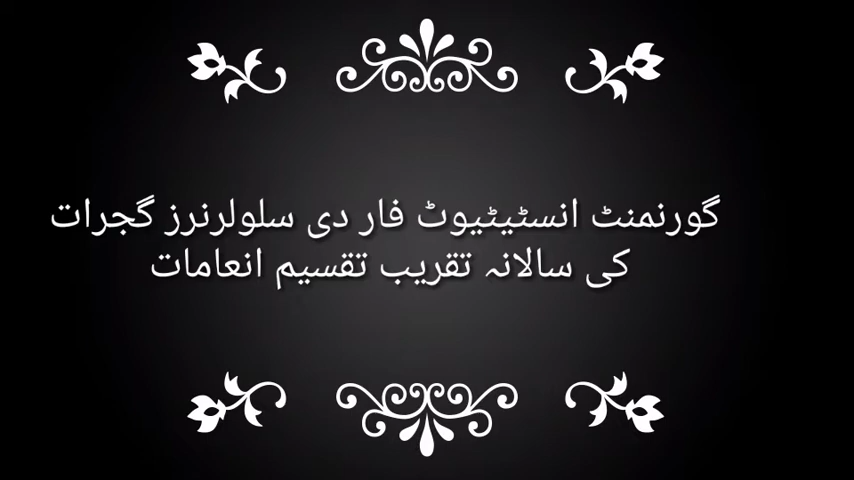 گورنمنٹ انسٹیٹیوٹ فار دی سلولرنرز گجرات
کی سالانہ تقریب تقسیم انعامات